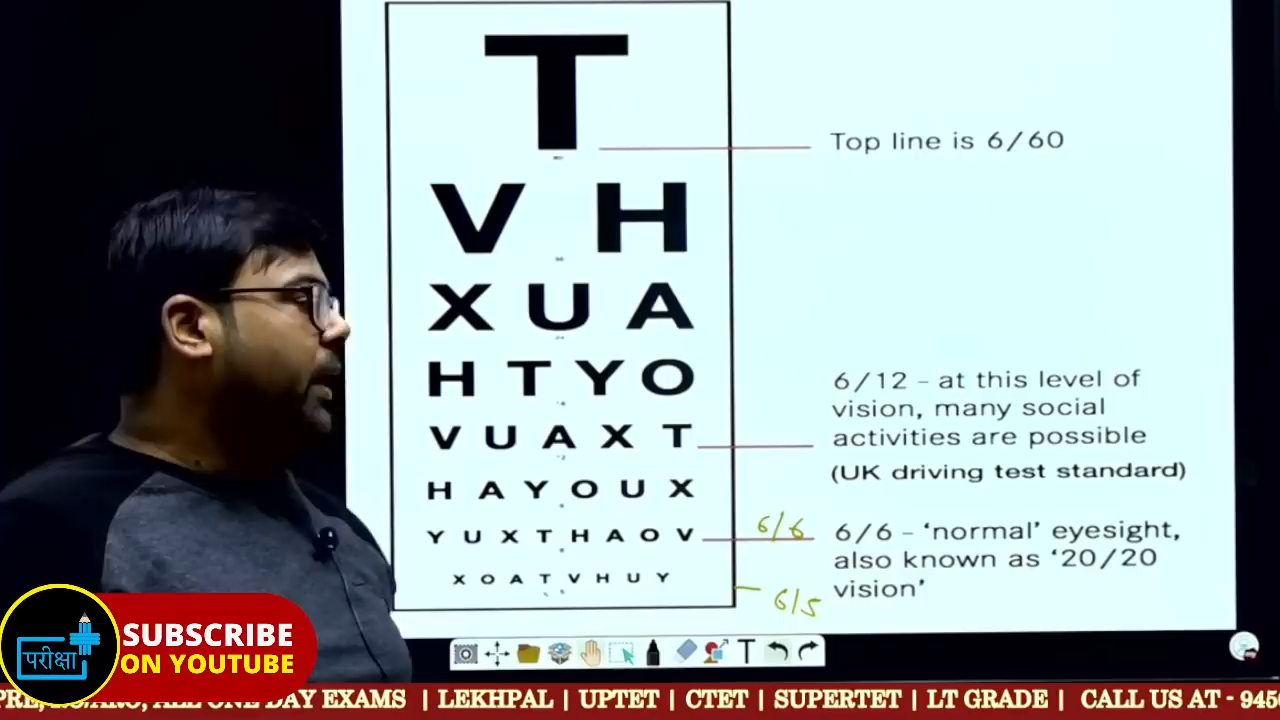 T
Top line is 6/60
V H
X U A
H T Y O
6/12 – at this level of
vision, many social
activities are possible
(UK driving test standard)
V U A X T
H A Y O U X
6/6
Y U X T H A O V
6/6 – ‘normal’ eyesight,
also known as ‘20/20
vision’
X O A T V H U Y
6/5
परीक्षा
SUBSCRIBE
ON YOUTUBE
ALL ONE DAY EXAMS | LEKHPAL | UPTET | CTET | SUPERTET | LT GRADE | CALL US AT - 945